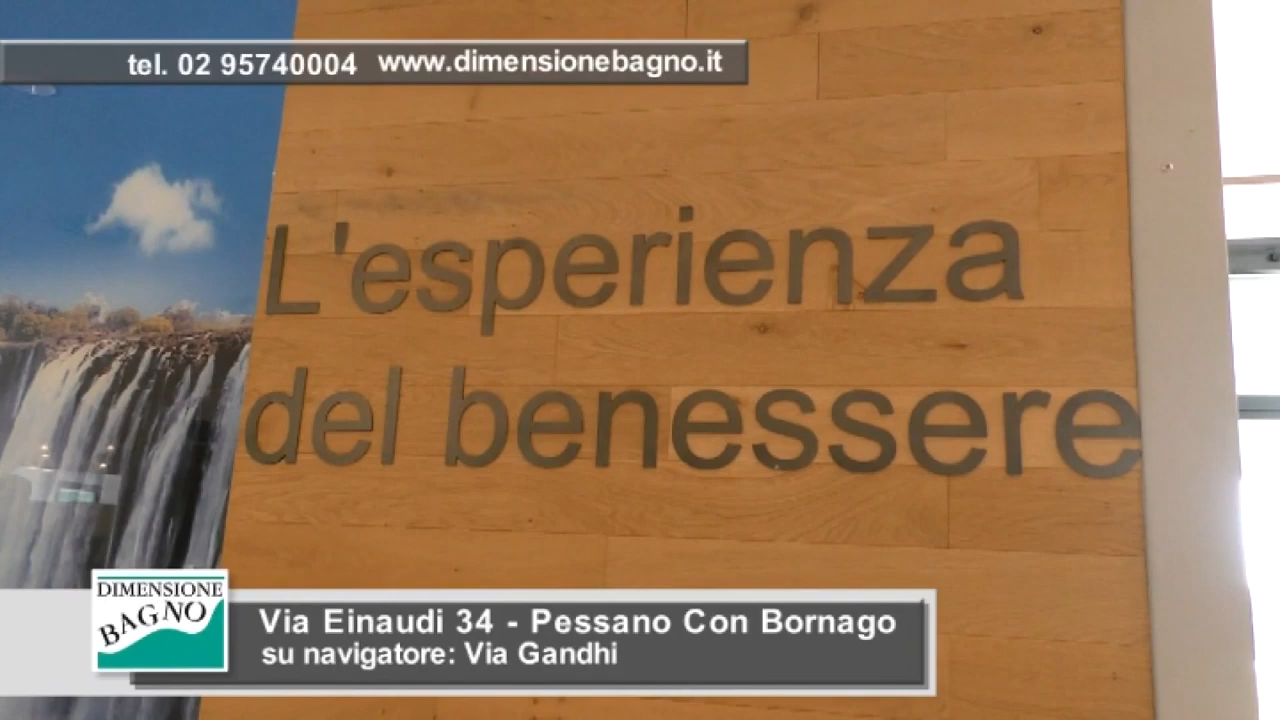 tel. 02 95740004 www.dimensionebagno.it
L'esperienza
del benessere
DIMENSIONE
BAGNO
Via Einaudi 34 - Pessano Con Bornago
su navigatore: Via Gandhi